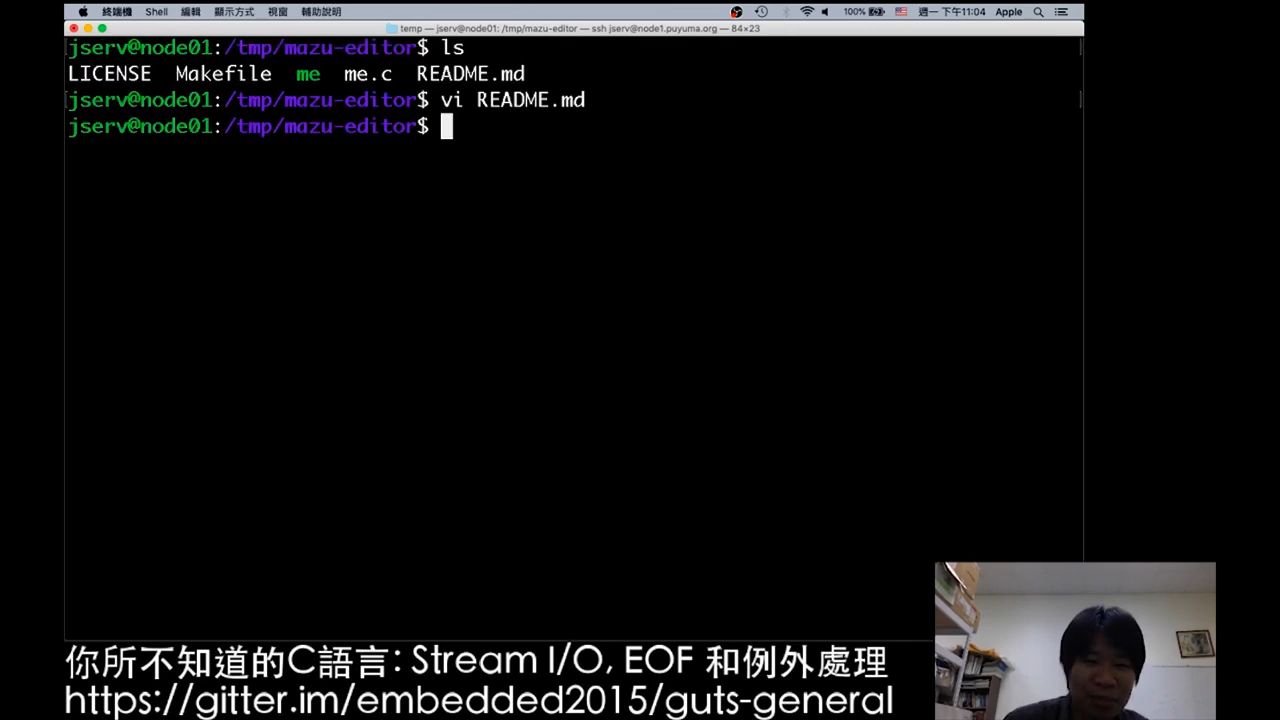 終端機 Shell 編輯 顯示方式 視窗 輔助說明 100% 週一 下午11:04 Apple
temp — jserv@node01: /tmp/mazu-editor — ssh jserv@node1.puyuma.org — 84×23
jserv@node01:/tmp/mazu-editor$ ls
LICENSE Makefile me me.c README.md
jserv@node01:/tmp/mazu-editor$ vi README.md
jserv@node01:/tmp/mazu-editor$
你所不知道的C語言: Stream I/O, EOF 和例外處理
https://gitter.im/embedded2015/guts-general